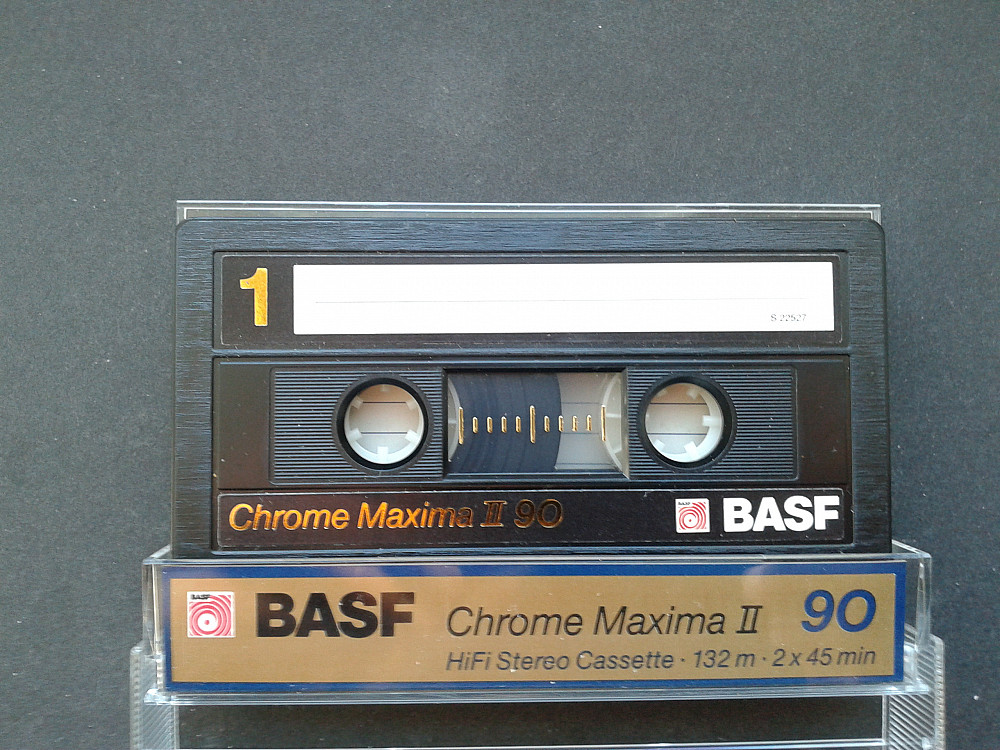 1
S 22527
Chrome Maxima II 90
BASF
BASF
BASF Chrome Maxima II 90
HiFi Stereo Cassette · 132 m · 2 x 45 min